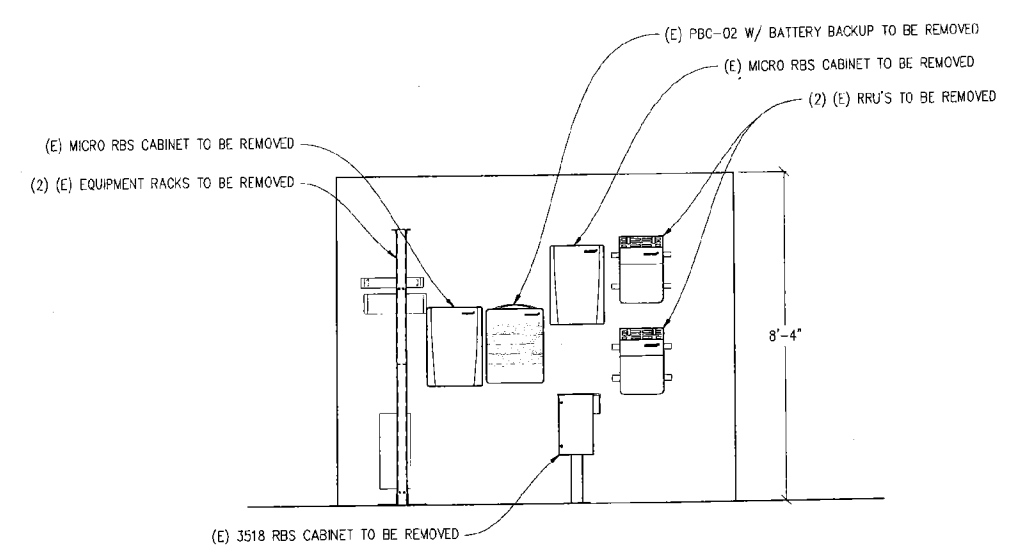 (E) PBC-02 W/ BATTERY BACKUP TO BE REMOVED
(E) MICRO RBS CABINET TO BE REMOVED
(2) (E) RRU'S TO BE REMOVED
(E) MICRO RBS CABINET TO BE REMOVED
(2) (E) EQUIPMENT RACKS TO BE REMOVED
8'-4"
(E) 3518 RBS CABINET TO BE REMOVED